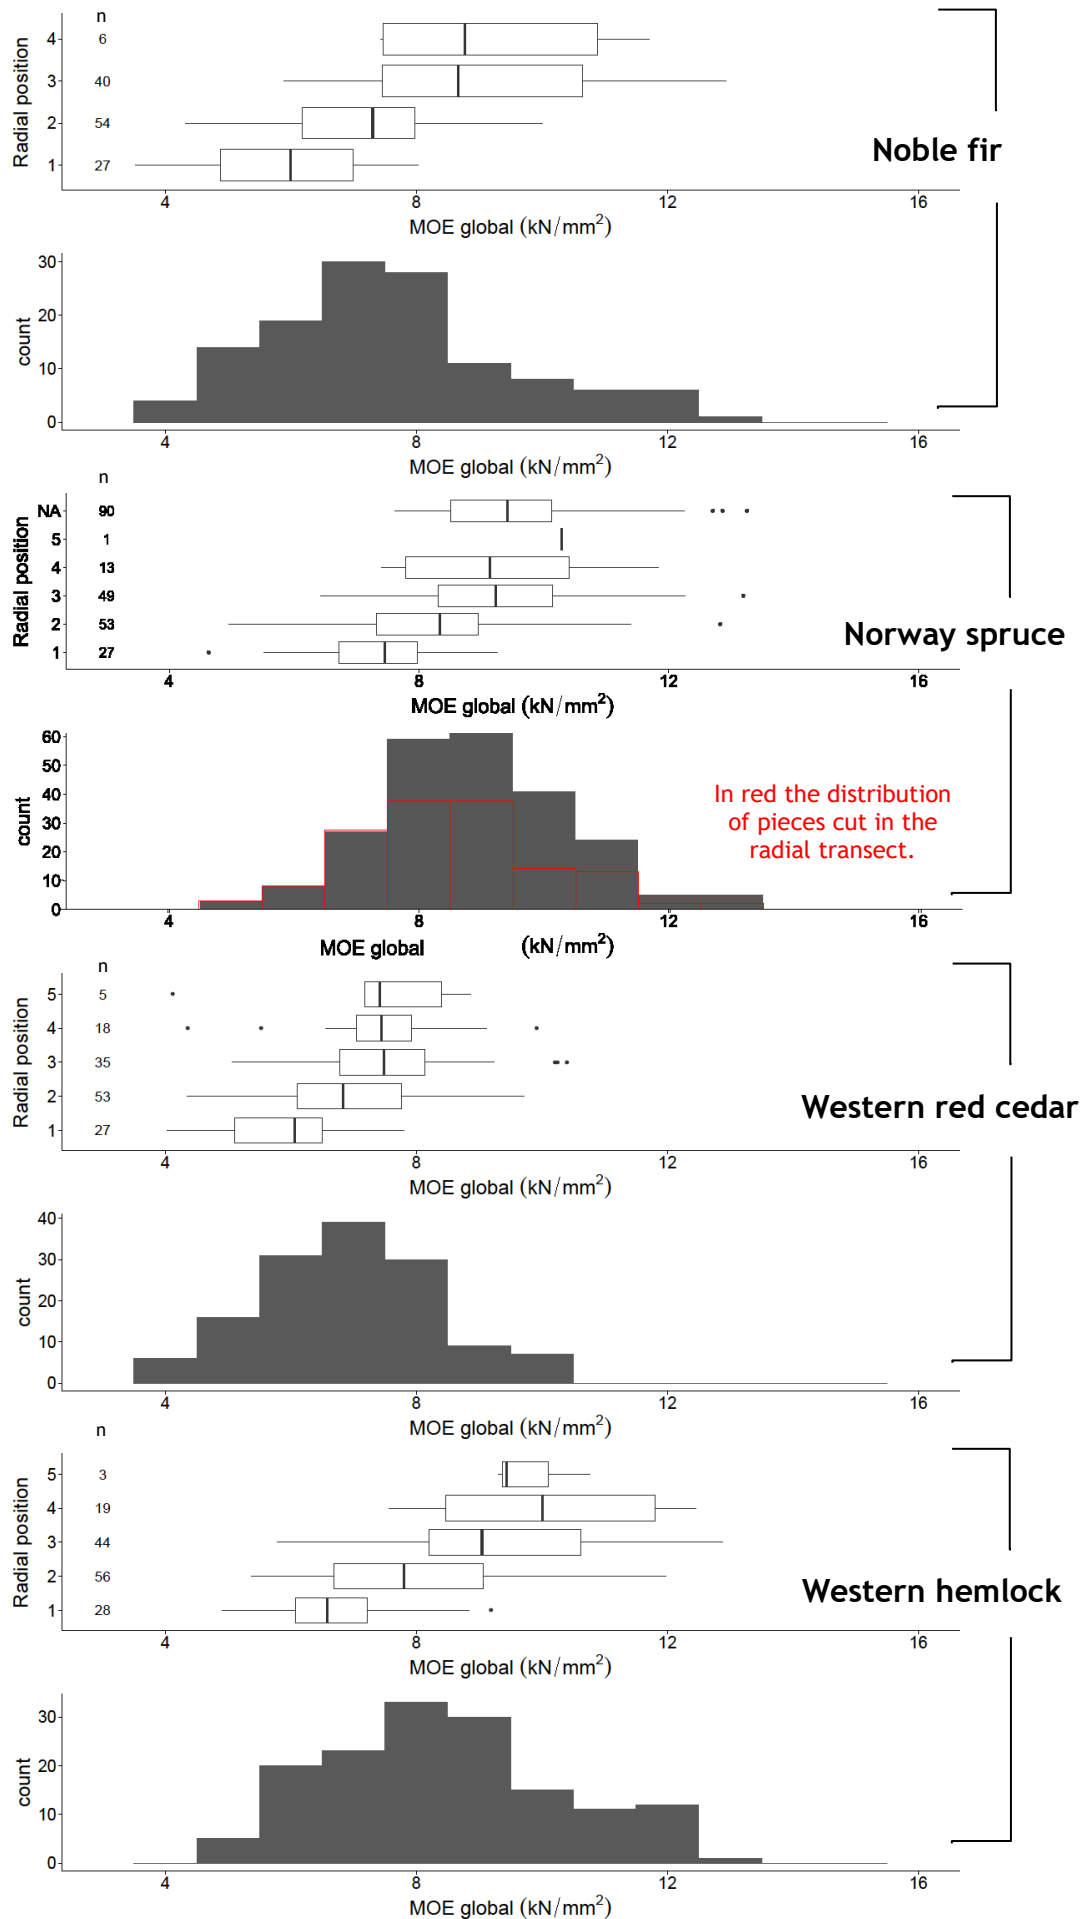 n
Radial position
4 6
3 40
2 54
1 27
4 8 12 16
MOE global (kN/mm²)
Noble fir
count
30
20
10
0
4 8 12 16
MOE global (kN/mm²)
n
Radial position
NA 90
5 1
4 13
3 49
2 53
1 27
4 8 12 16
MOE global (kN/mm²)
Norway spruce
count
60
50
40
30
20
10
0
In red the distribution
of pieces cut in the
radial transect.
4 8 12 16
MOE global (kN/mm²)
n
Radial position
5 5
4 18
3 35
2 53
1 27
4 8 12 16
MOE global (kN/mm²)
Western red cedar
count
40
30
20
10
0
4 8 12 16
MOE global (kN/mm²)
n
Radial position
5 3
4 19
3 44
2 56
1 28
4 8 12 16
MOE global (kN/mm²)
Western hemlock
count
30
20
10
0
4 8 12 16
MOE global (kN/mm²)